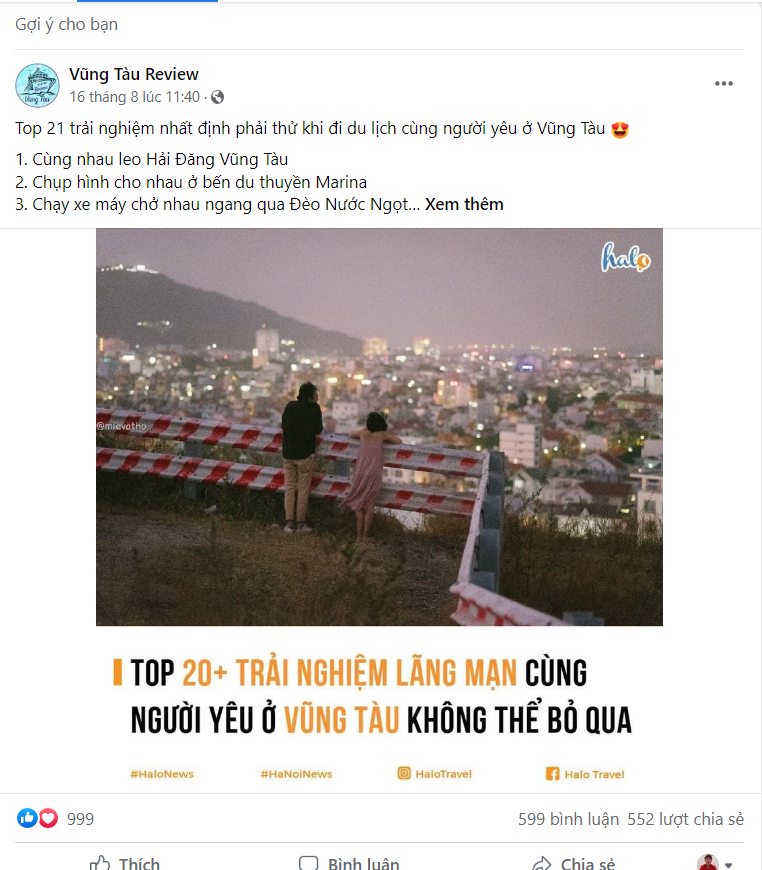 Gợi ý cho bạn
Vũng Tàu Review
16 tháng 8 lúc 11:40 ·
Top 21 trải nghiệm nhất định phải thử khi đi du lịch cùng người yêu ở Vũng Tàu 😍
1. Cùng nhau leo Hải Đăng Vũng Tàu
2. Chụp hình cho nhau ở bến du thuyền Marina
3. Chạy xe máy chở nhau ngang qua Đèo Nước Ngọt... Xem thêm
halo
@mievatho
TOP 20+ TRẢI NGHIỆM LÃNG MẠN CÙNG
NGƯỜI YÊU Ở VŨNG TÀU KHÔNG THỂ BỎ QUA
#HaloNews #HaNoiNews HaloTravel Halo Travel
999 599 bình luận 552 lượt chia sẻ
Thích Bình luận Chia sẻ